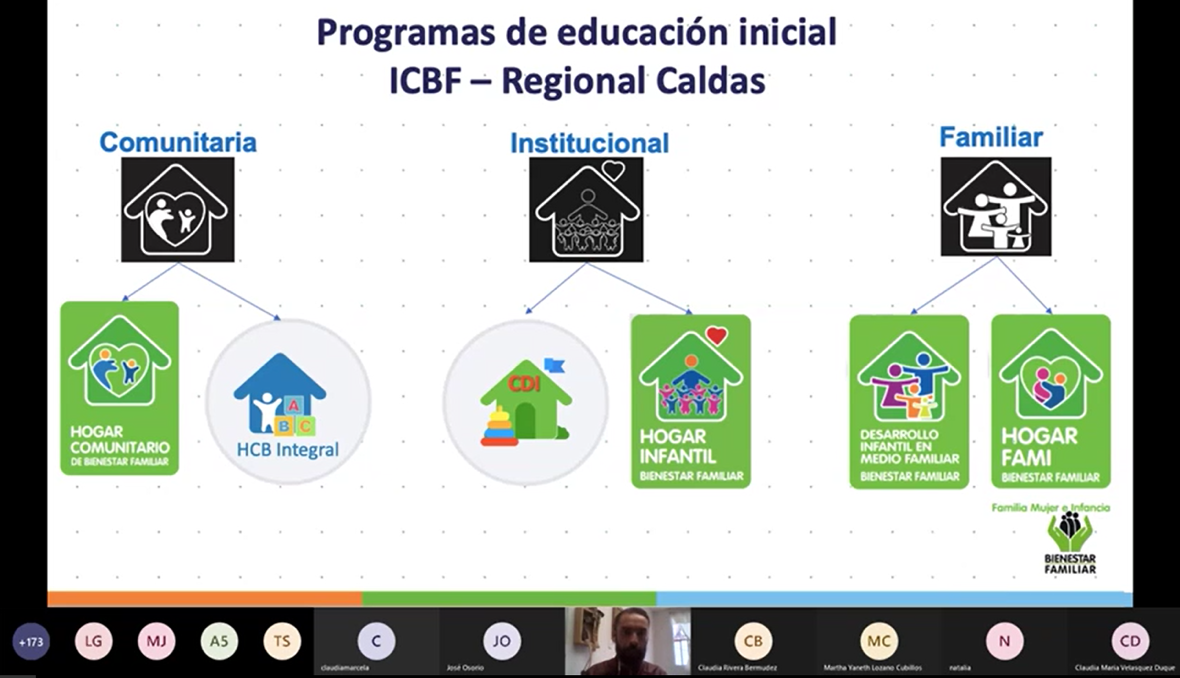 Programas de educación inicial
ICBF – Regional Caldas
Comunitaria
Institucional
Familiar
HOGAR
COMUNITARIO
DE BIENESTAR FAMILIAR
A
B C
HCB Integral
CDI
HOGAR
INFANTIL
BIENESTAR FAMILIAR
DESARROLLO
INFANTIL EN
MEDIO FAMILIAR
BIENESTAR FAMILIAR
HOGAR
FAMI
BIENESTAR FAMILIAR
Familia Mujer e Infancia
BIENESTAR
FAMILIAR
+173
LG
MJ
A5
TS
C
claudiamarcela
JO
José Osorio
CB
Claudia Rivera Bermudez
MC
Martha Yaneth Lozano Cubillos
N
natalia
CD
Claudia Maria Velasquez Duque